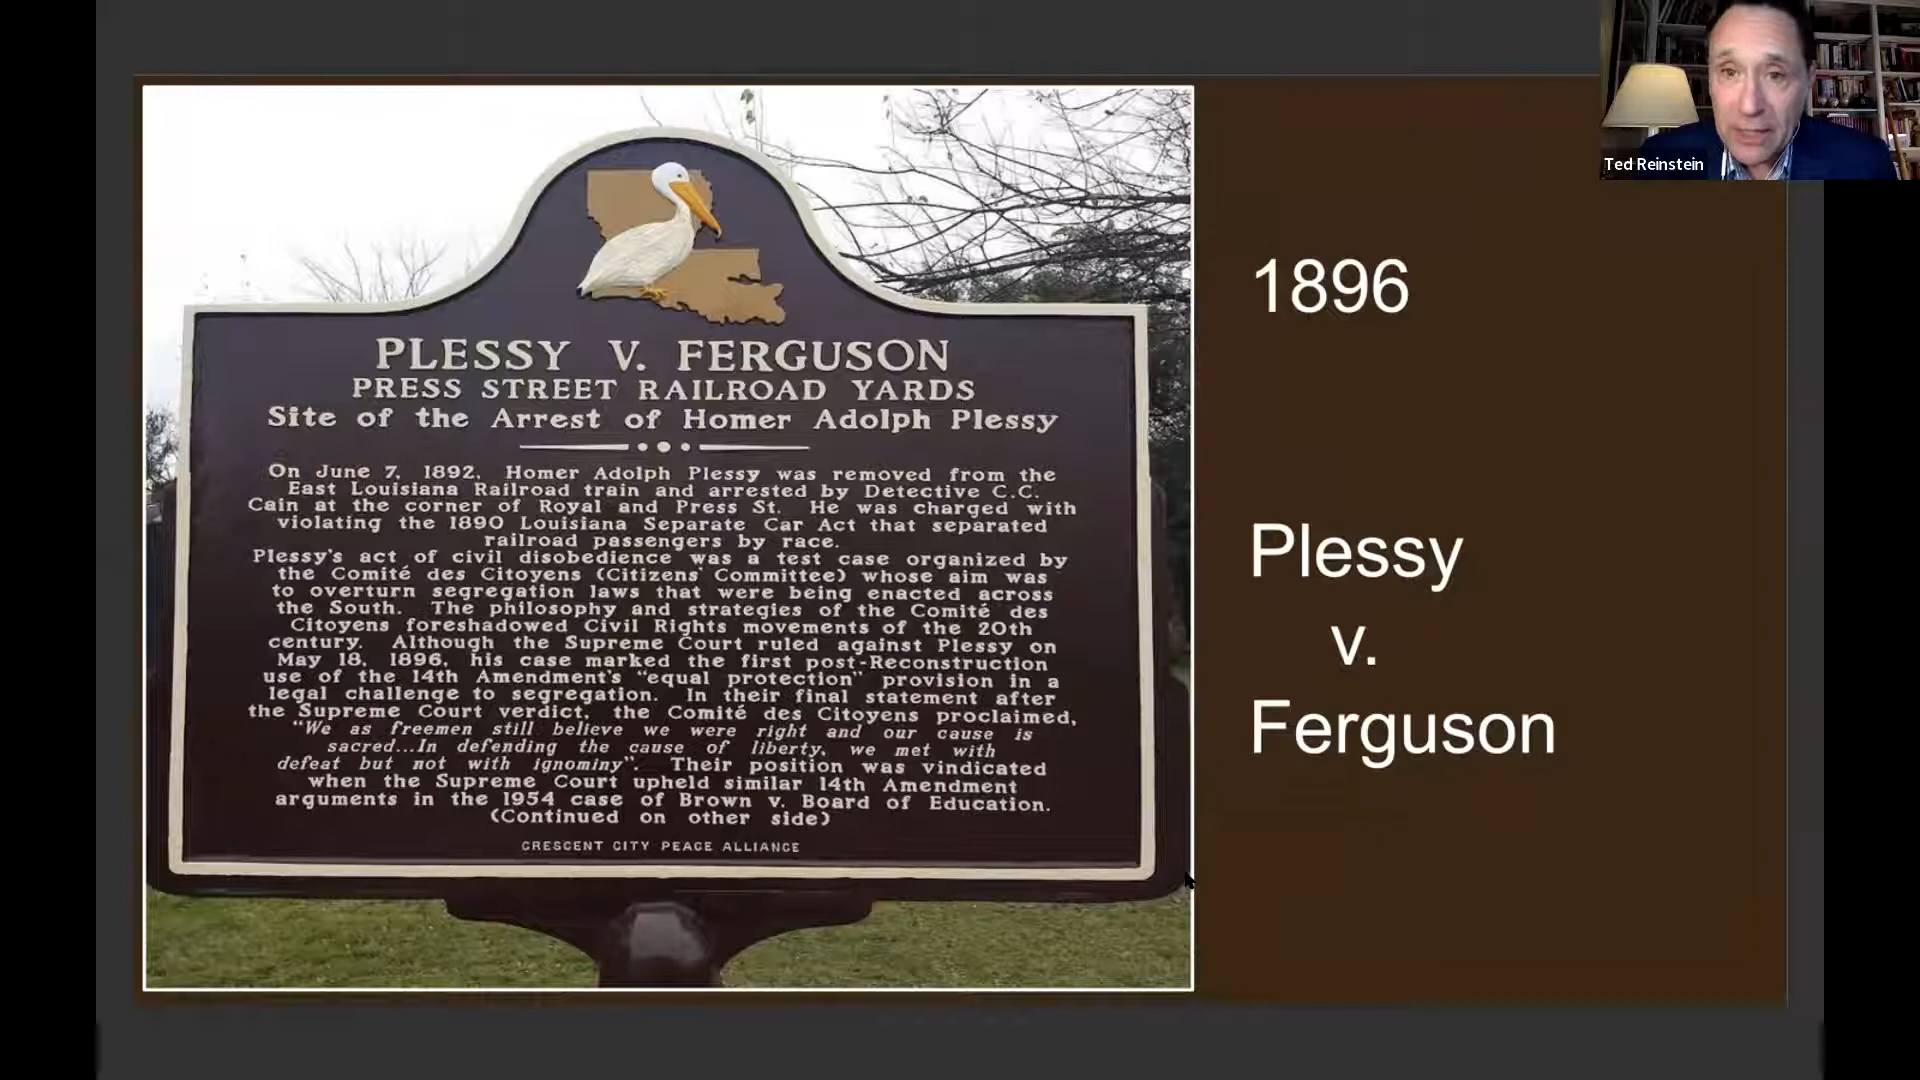 PLESSY V. FERGUSON
PRESS STREET RAILROAD YARDS
Site of the Arrest of Homer Adolph Plessy
On June 7, 1892, Homer Adolph Plessy was removed from the
East Louisiana Railroad train and arrested by Detective C.C.
Cain at the corner of Royal and Press St. He was charged with
violating the 1890 Louisiana Separate Car Act that separated
railroad passengers by race.
Plessy's act of civil disobedience was a test case organized by
the Comité des Citoyens (Citizens' Committee) whose aim was
to overturn segregation laws that were being enacted across
the South. The philosophy and strategies of the Comité des
Citoyens foreshadowed Civil Rights movements of the 20th
century. Although the Supreme Court ruled against Plessy on
May 18, 1896, his case marked the first post-Reconstruction
use of the 14th Amendment's "equal protection" provision in a
legal challenge to segregation. In their final statement after
the Supreme Court verdict, the Comité des Citoyens proclaimed,
"We as freemen still believe we were right and our cause is
sacred...In defending the cause of liberty, we met with
defeat but not with ignominy". Their position was vindicated
when the Supreme Court upheld similar 14th Amendment
arguments in the 1954 case of Brown v. Board of Education.
(Continued on other side)
CRESCENT CITY PEACE ALLIANCE
1896
Plessy
v.
Ferguson
Ted Reinstein